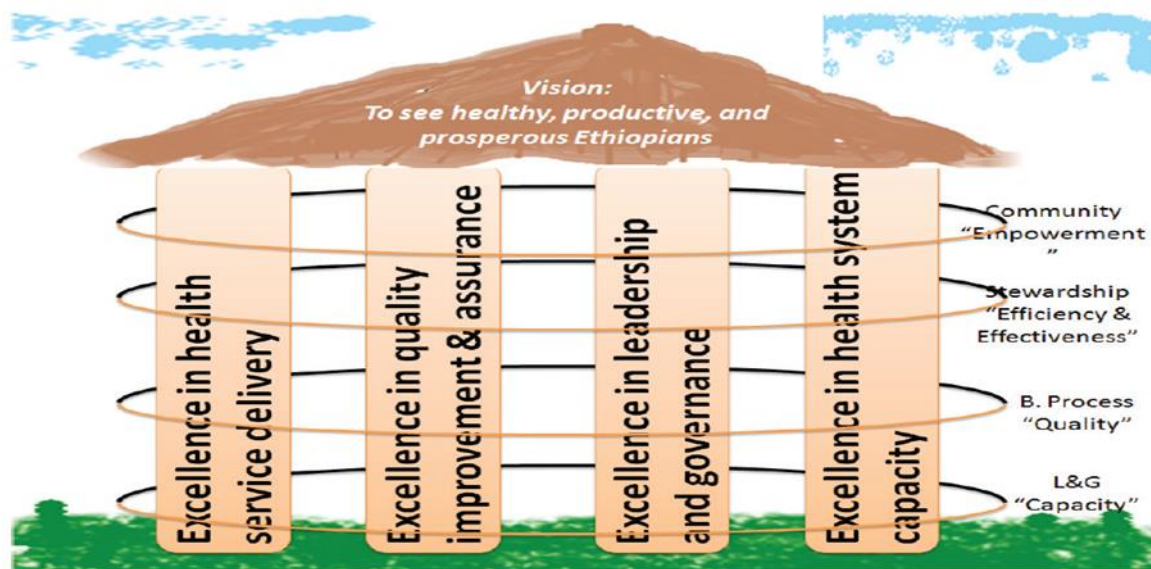 Vision:
To see healthy, productive, and
prosperous Ethiopians
Excellence in health
service delivery
Excellence in quality
improvement & assurance
Excellence in leadership
and governance
Excellence in health system
capacity
Community
“Empowerment
”
Stewardship
“Efficiency &
Effectiveness”
B. Process
“Quality”
L&G
“Capacity”